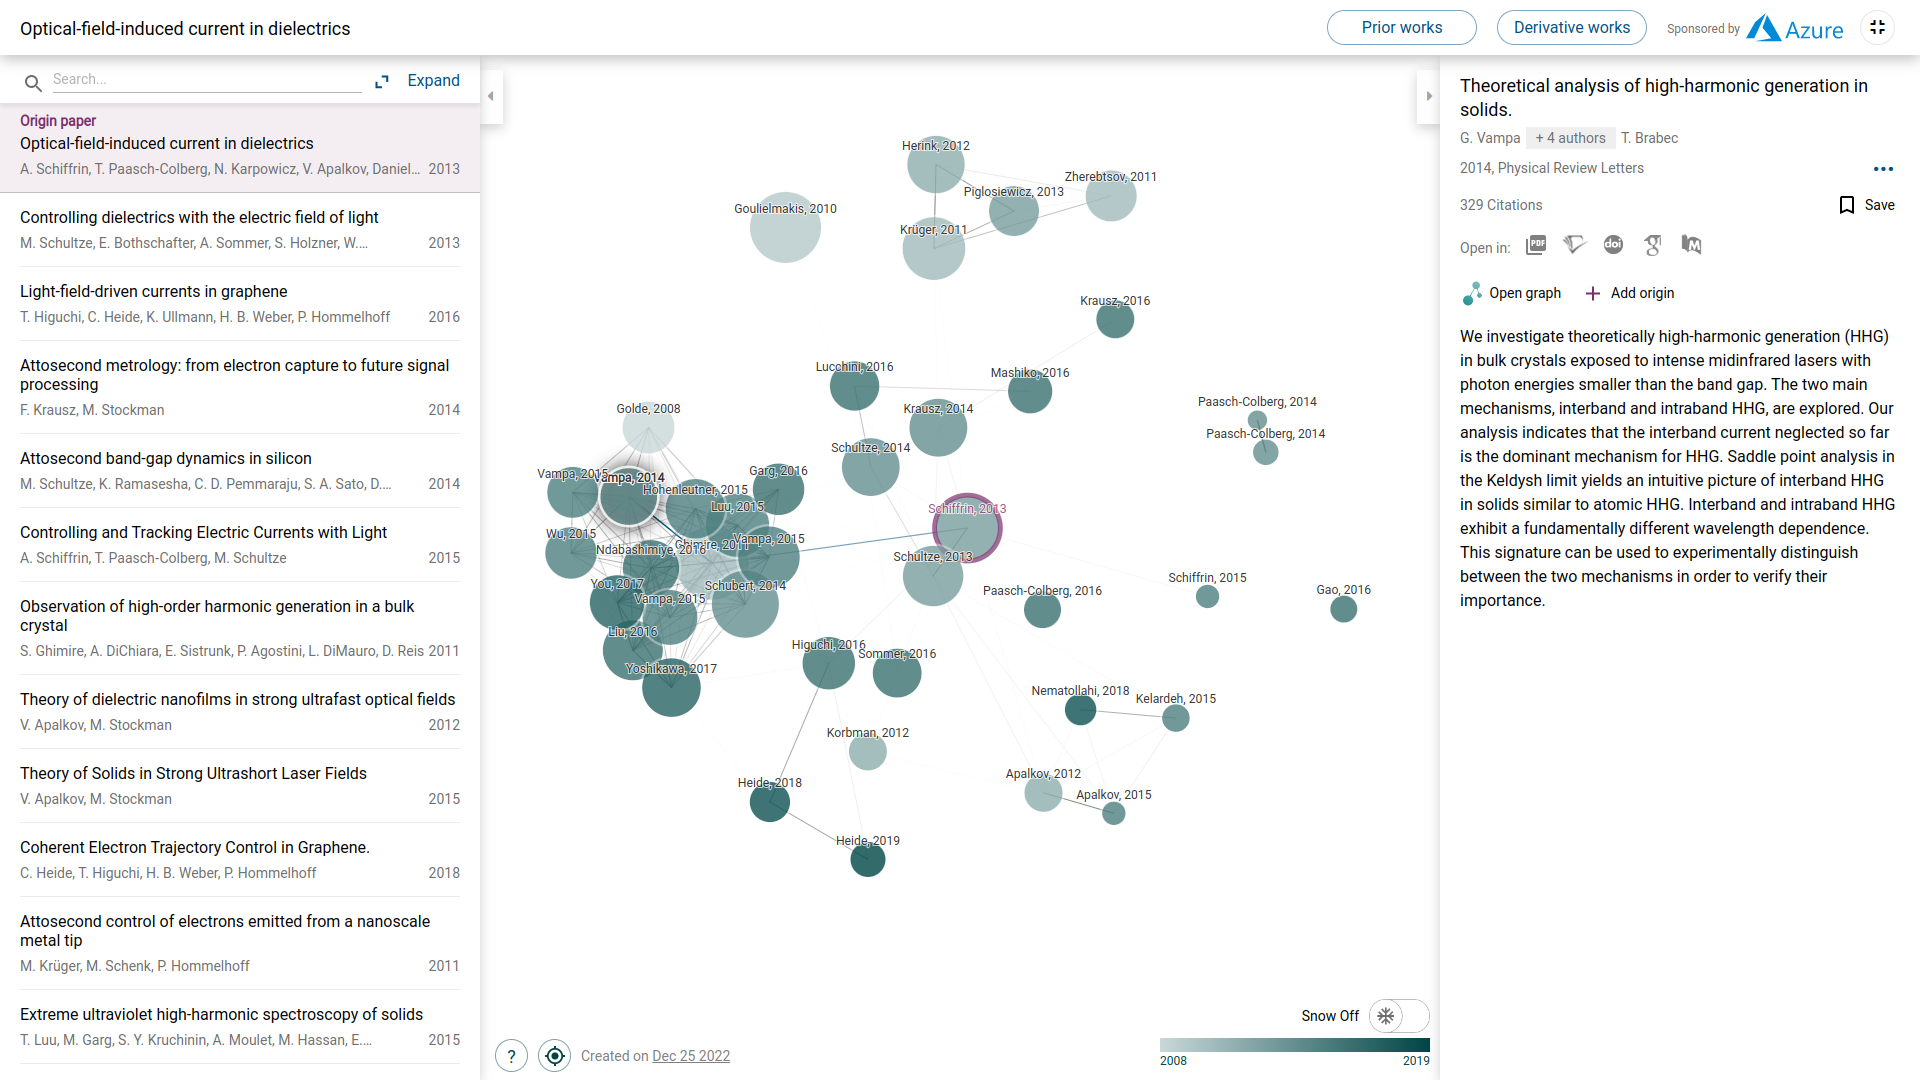 Optical-field-induced current in dielectrics
Prior works
Derivative works
Sponsored by
Azure
Search...
Expand
Origin paper
Optical-field-induced current in dielectrics
A. Schiffrin, T. Paasch-Colberg, N. Karpowicz, V. Apalkov, Daniel... 2013
Controlling dielectrics with the electric field of light
M. Schultze, E. Bothschafter, A. Sommer, S. Holzner, W.... 2013
Light-field-driven currents in graphene
T. Higuchi, C. Heide, K. Ullmann, H. B. Weber, P. Hommelhoff 2016
Attosecond metrology: from electron capture to future signal
processing
F. Krausz, M. Stockman 2014
Attosecond band-gap dynamics in silicon
M. Schultze, K. Ramasesha, C. D. Pemmaraju, S. A. Sato, D.... 2014
Controlling and Tracking Electric Currents with Light
A. Schiffrin, T. Paasch-Colberg, M. Schultze 2015
Observation of high-order harmonic generation in a bulk
crystal
S. Ghimire, A. DiChiara, E. Sistrunk, P. Agostini, L. DiMauro, D. Reis 2011
Theory of dielectric nanofilms in strong ultrafast optical fields
V. Apalkov, M. Stockman 2012
Theory of Solids in Strong Ultrashort Laser Fields
V. Apalkov, M. Stockman 2015
Coherent Electron Trajectory Control in Graphene.
C. Heide, T. Higuchi, H. B. Weber, P. Hommelhoff 2018
Attosecond control of electrons emitted from a nanoscale
metal tip
M. Krüger, M. Schenk, P. Hommelhoff 2011
Extreme ultraviolet high-harmonic spectroscopy of solids
T. Luu, M. Garg, S. Y. Kruchinin, A. Moulet, M. Hassan, E.... 2015
Herink, 2012
Zherebtsov, 2011
Piglosiewicz, 2013
Goulielmakis, 2010
Krüger, 2011
Krausz, 2016
Lucchini, 2016
Mashiko, 2016
Paasch-Colberg, 2014
Golde, 2008
Krausz, 2014
Paasch-Colberg, 2014
Schultze, 2014
Garg, 2016
Vampa, 2015
Vampa, 2014
Hohenleutner, 2015
Luu, 2015
Schiffrin, 2013
Wu, 2015
Vampa, 2015
Ghimire, 2011
Ndabashimiye, 2016
Schultze, 2013
Schiffrin, 2015
You, 2017
Schubert, 2014
Paasch-Colberg, 2016
Gao, 2016
Vampa, 2015
Liu, 2016
Higuchi, 2016
Sommer, 2016
Yoshikawa, 2017
Nematollahi, 2018
Kelardeh, 2015
Korbman, 2012
Apalkov, 2012
Heide, 2018
Apalkov, 2015
Heide, 2019
Snow Off
?
Created on Dec 25 2022
2008 2019
Theoretical analysis of high-harmonic generation in
solids.
G. Vampa + 4 authors T. Brabec
2014, Physical Review Letters
329 Citations
Save
Open in:
PDF
doi
Open graph
Add origin
We investigate theoretically high-harmonic generation (HHG)
in bulk crystals exposed to intense midinfrared lasers with
photon energies smaller than the band gap. The two main
mechanisms, interband and intraband HHG, are explored. Our
analysis indicates that the interband current neglected so far
is the dominant mechanism for HHG. Saddle point analysis in
the Keldysh limit yields an intuitive picture of interband HHG
in solids similar to atomic HHG. Interband and intraband HHG
exhibit a fundamentally different wavelength dependence.
This signature can be used to experimentally distinguish
between the two mechanisms in order to verify their
importance.